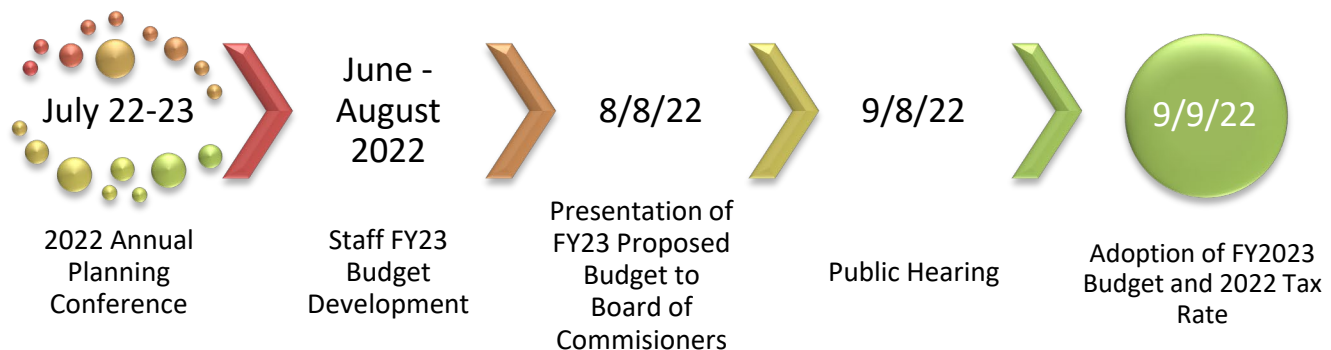 July 22-23
2022 Annual
Planning
Conference
June -
August
2022
Staff FY23
Budget
Development
8/8/22
Presentation of
FY23 Proposed
Budget to
Board of
Commisioners
9/8/22
Public Hearing
9/9/22
Adoption of FY2023
Budget and 2022 Tax
Rate